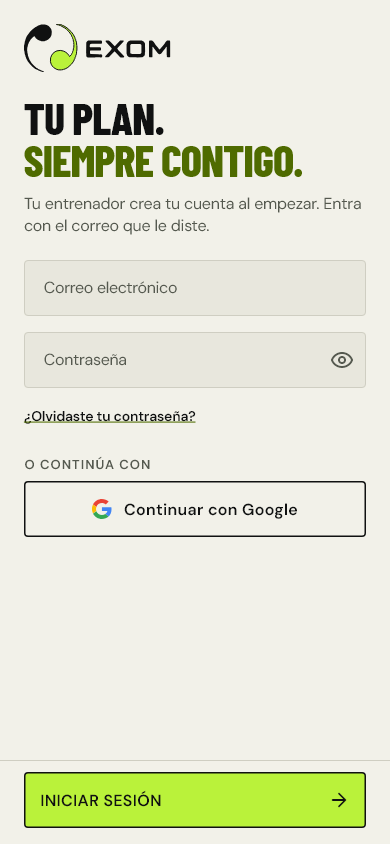 EXOM
TU PLAN.
SIEMPRE CONTIGO.
Tu entrenador crea tu cuenta al empezar. Entra
con el correo que le diste.
Correo electrónico
Contraseña
¿Olvidaste tu contraseña?
O CONTINÚA CON
Continuar con Google
INICIAR SESIÓN